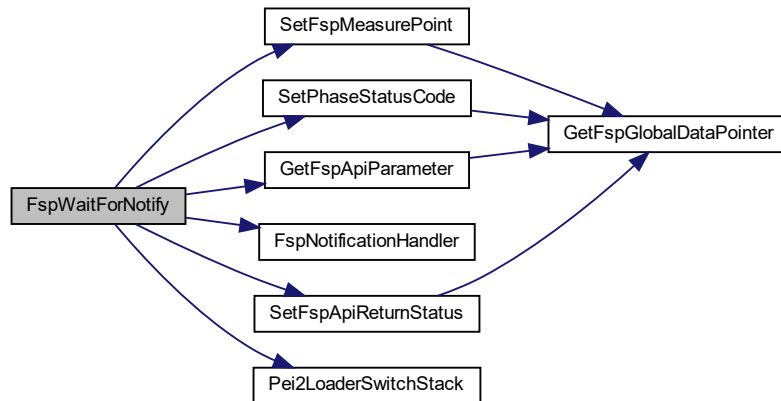 SetFspMeasurePoint
SetPhaseStatusCode
GetFspGlobalDataPointer
GetFspApiParameter
FspWaitForNotify
FspNotificationHandler
SetFspApiReturnStatus
Pei2LoaderSwitchStack